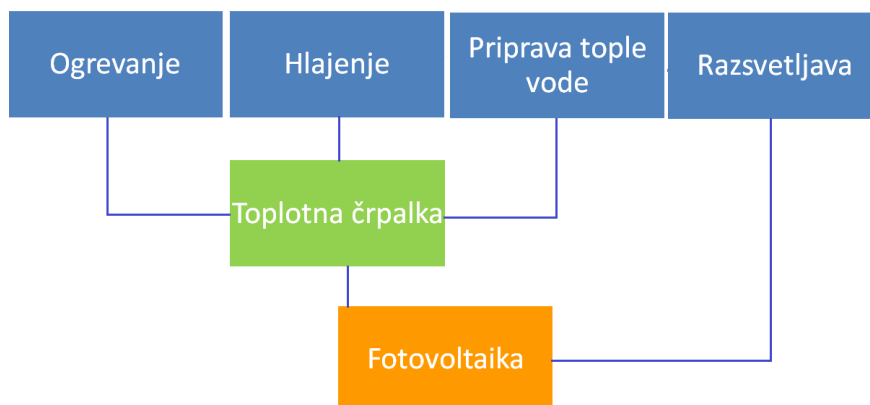 Ogrevanje
Hlajenje
Priprava tople
vode
Razsvetljava
Toplotna črpalka
Fotovoltaika